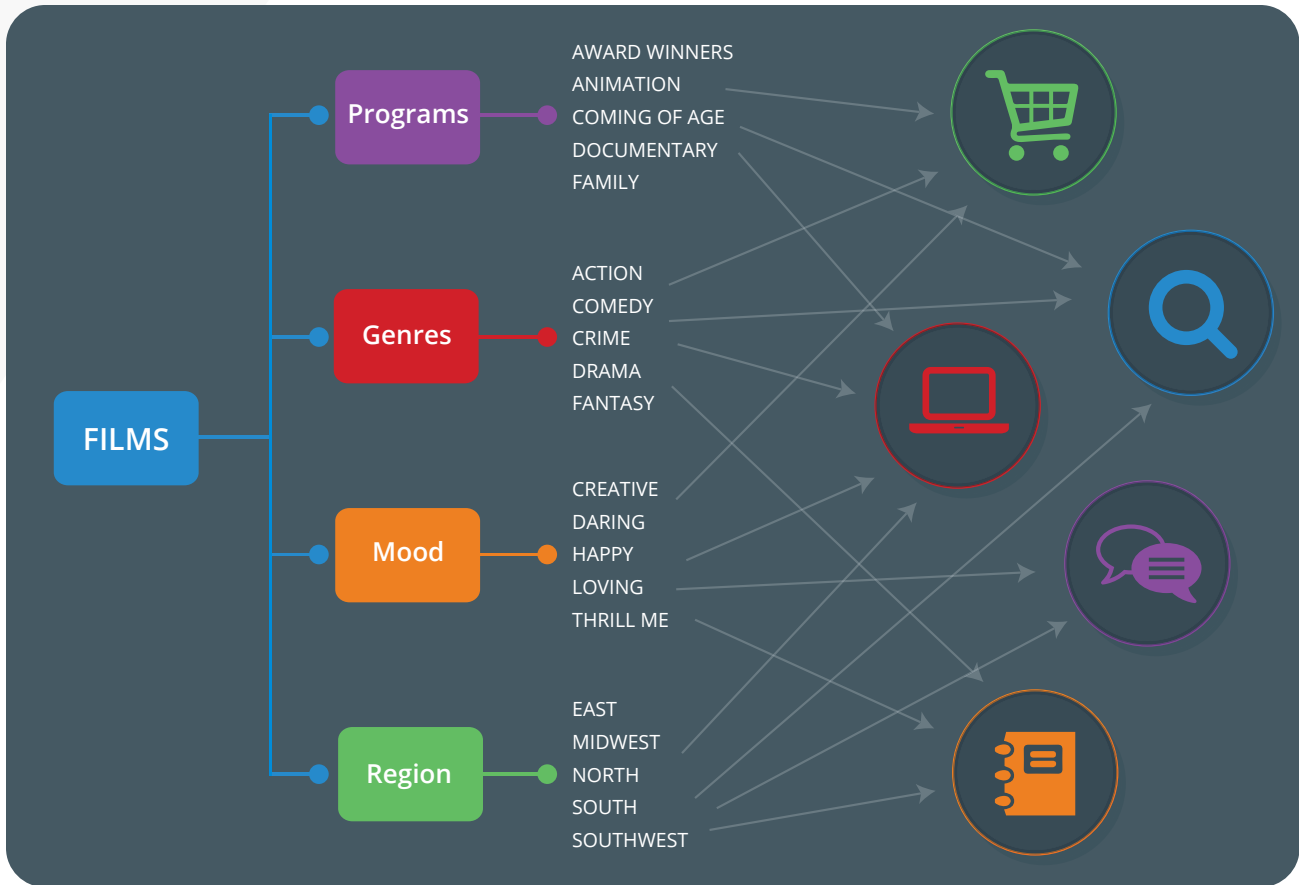 FILMS
Programs
AWARD WINNERS
ANIMATION
COMING OF AGE
DOCUMENTARY
FAMILY
Genres
ACTION
COMEDY
CRIME
DRAMA
FANTASY
Mood
CREATIVE
DARING
HAPPY
LOVING
THRILL ME
Region
EAST
MIDWEST
NORTH
SOUTH
SOUTHWEST